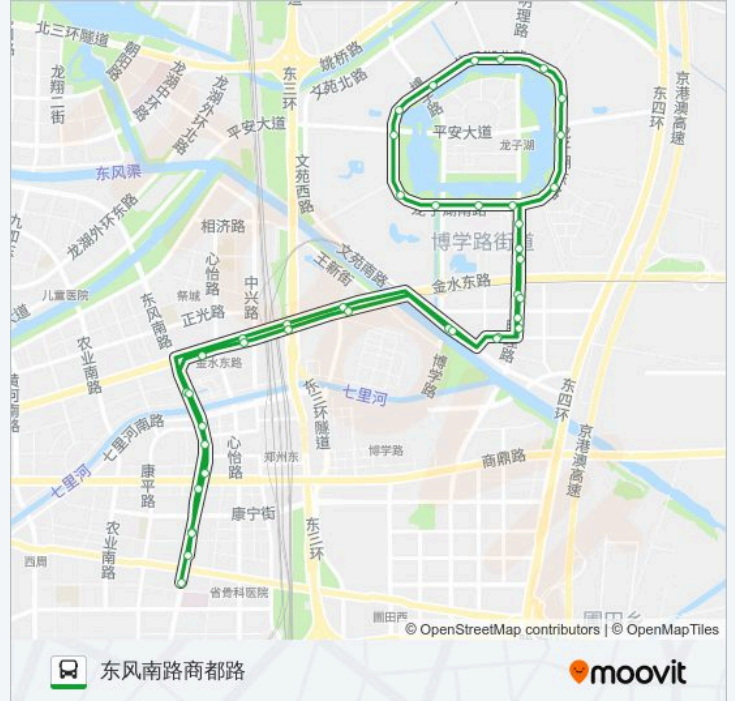 北三环隧道
姚桥路
文苑北路
朝阳路
龙翔二街
龙湖中环路
龙湖外环北路
东三环
平安大道
平安大道
龙子湖
东四环
京港澳高速
东风渠
文苑西路
龙湖外环东路
相济路
博学路街道
心怡路
文苑南路
王新街
中兴路
金水东路
儿童医院
祭城
正光路
东风南路
金水东路
农业南路
博学路
七里河
东三环隧道
东四环
七里河南路
心怡路
博学路
郑州东
商鼎路
京港澳高速
七里河
康平路
康宁街
农业南路
东三环
西周
省骨科医院
圃田西
圃田乡
© OpenStreetMap contributors | © OpenMapTiles
东风南路商都路
moovit